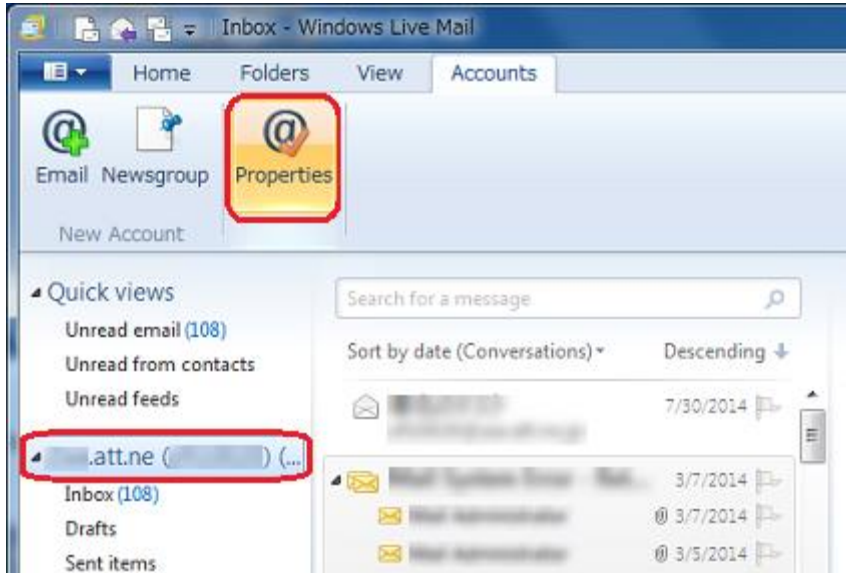 Inbox - Windows Live Mail
Home Folders View Accounts
Email Newsgroup Properties
New Account
Quick views
Unread email (108)
Unread from contacts
Unread feeds
.att.ne ( ) (...
Inbox (108)
Drafts
Sent items
Search for a message
Sort by date (Conversations) Descending
7/30/2014
3/7/2014
3/7/2014
3/5/2014